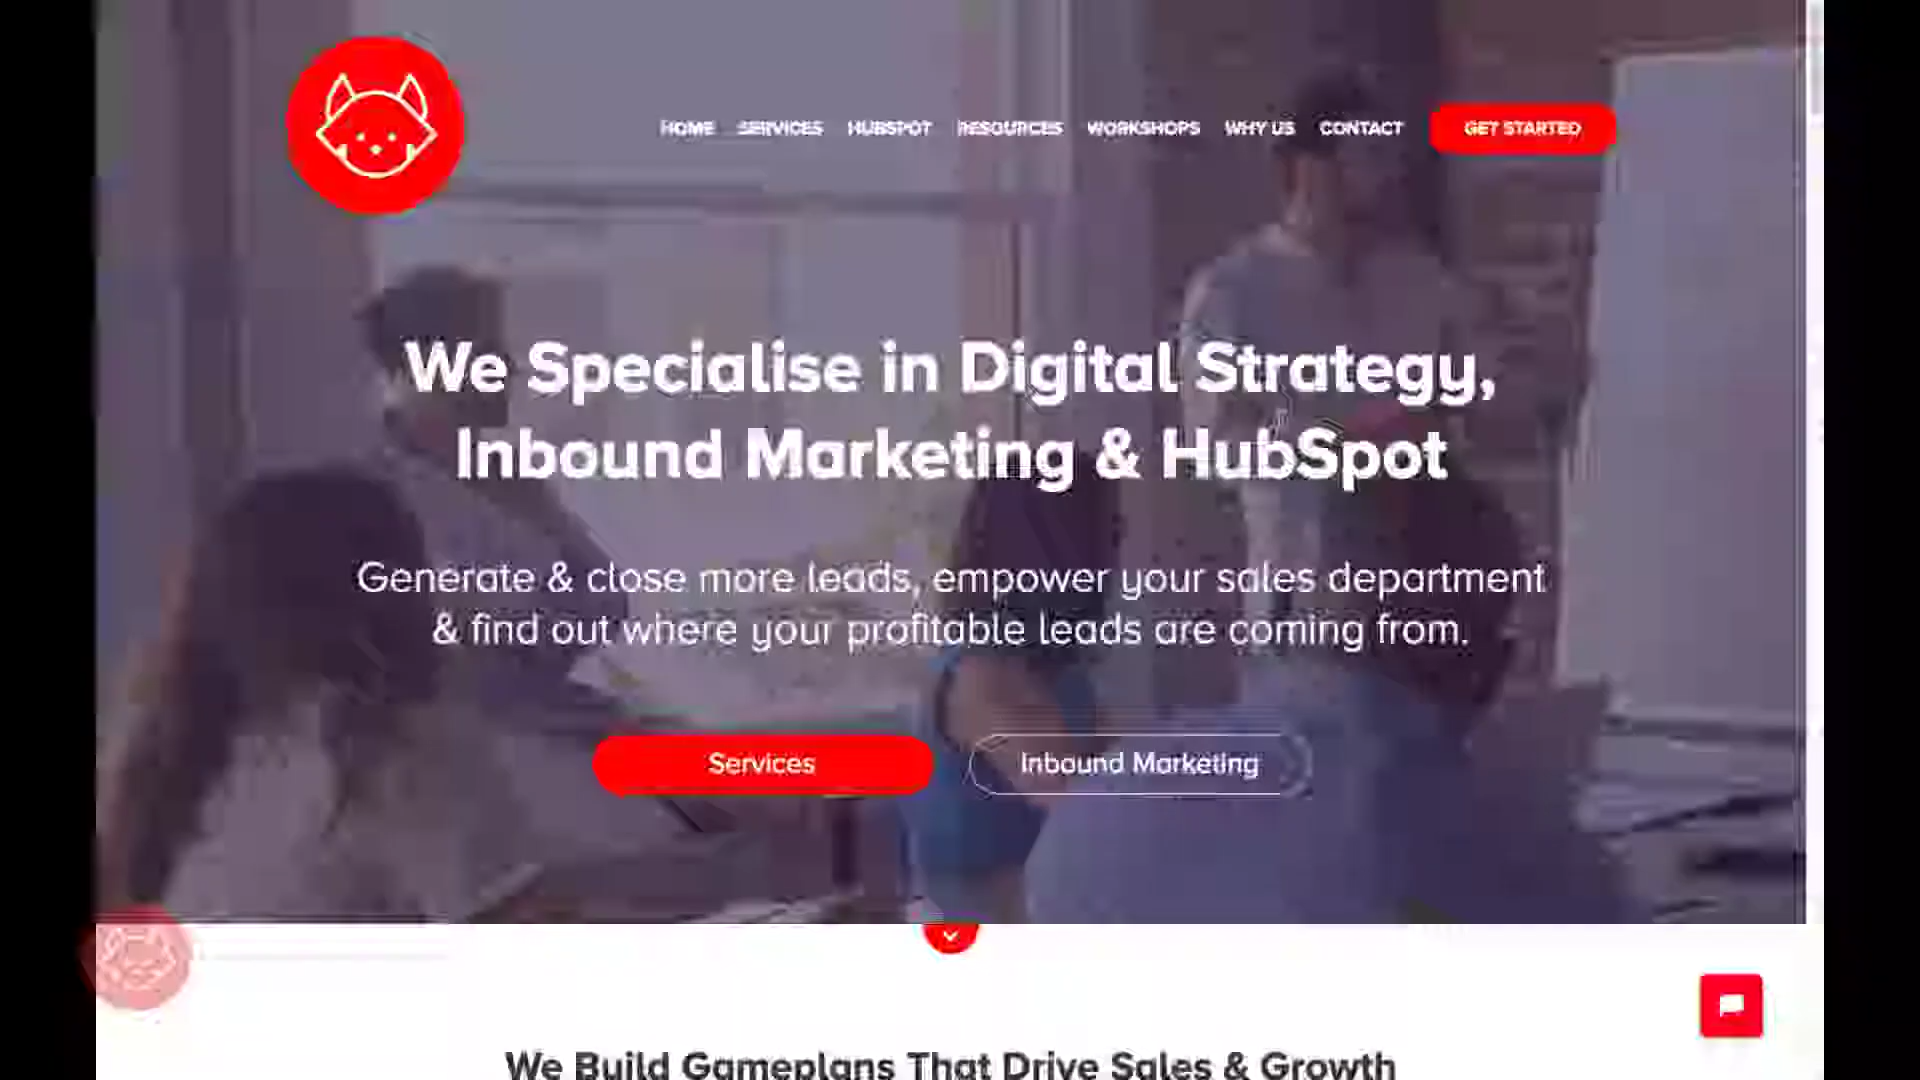 HOME SERVICES HUBSPOT RESOURCES WORKSHOPS WHY US CONTACT GET STARTED
We Specialise in Digital Strategy,
Inbound Marketing & HubSpot
Generate & close more leads, empower your sales department
& find out where your profitable leads are coming from.
Services Inbound Marketing
We Build Gameplans That Drive Sales & Growth